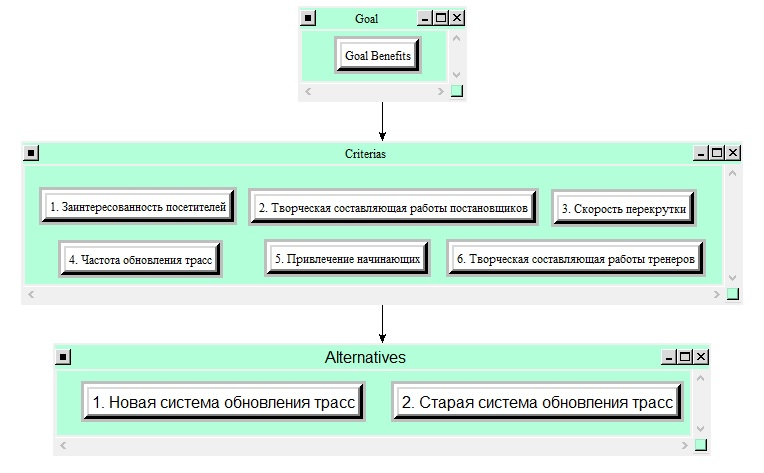 Goal
Goal Benefits
Criterias
1. Заинтересованность посетителей
2. Творческая составляющая работы постановщиков
3. Скорость перекрутки
4. Частота обновления трасс
5. Привлечение начинающих
6. Творческая составляющая работы тренеров
Alternatives
1. Новая система обновления трасс
2. Старая система обновления трасс